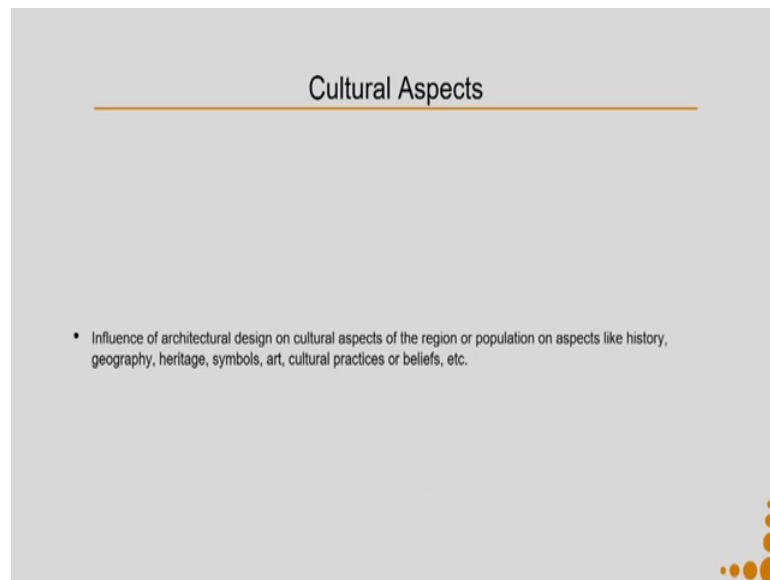 Cultural Aspects
• Influence of architectural design on cultural aspects of the region or population on aspects like history,
geography, heritage, symbols, art, cultural practices or beliefs, etc.